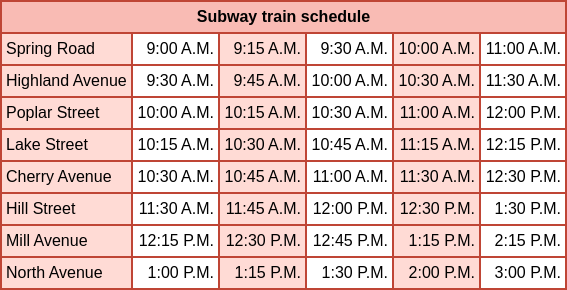 Subway train schedule
Spring Road 9:00 A.M. 9:15 A.M. 9:30 A.M. 10:00 A.M. 11:00 A.M.
Highland Avenue 9:30 A.M. 9:45 A.M. 10:00 A.M. 10:30 A.M. 11:30 A.M.
Poplar Street 10:00 A.M. 10:15 A.M. 10:30 A.M. 11:00 A.M. 12:00 P.M.
Lake Street 10:15 A.M. 10:30 A.M. 10:45 A.M. 11:15 A.M. 12:15 P.M.
Cherry Avenue 10:30 A.M. 10:45 A.M. 11:00 A.M. 11:30 A.M. 12:30 P.M.
Hill Street 11:30 A.M. 11:45 A.M. 12:00 P.M. 12:30 P.M. 1:30 P.M.
Mill Avenue 12:15 P.M. 12:30 P.M. 12:45 P.M. 1:15 P.M. 2:15 P.M.
North Avenue 1:00 P.M. 1:15 P.M. 1:30 P.M. 2:00 P.M. 3:00 P.M.